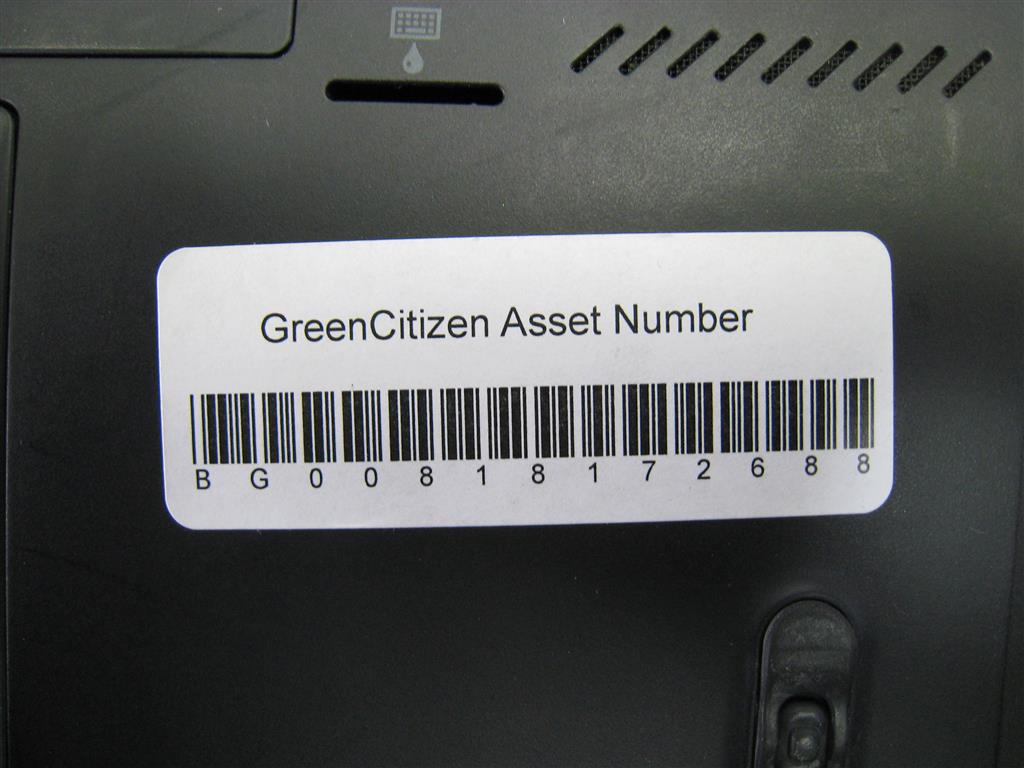 GreenCitizen Asset Number
B G 0 0 8 1 8 1 7 2 6 8 8